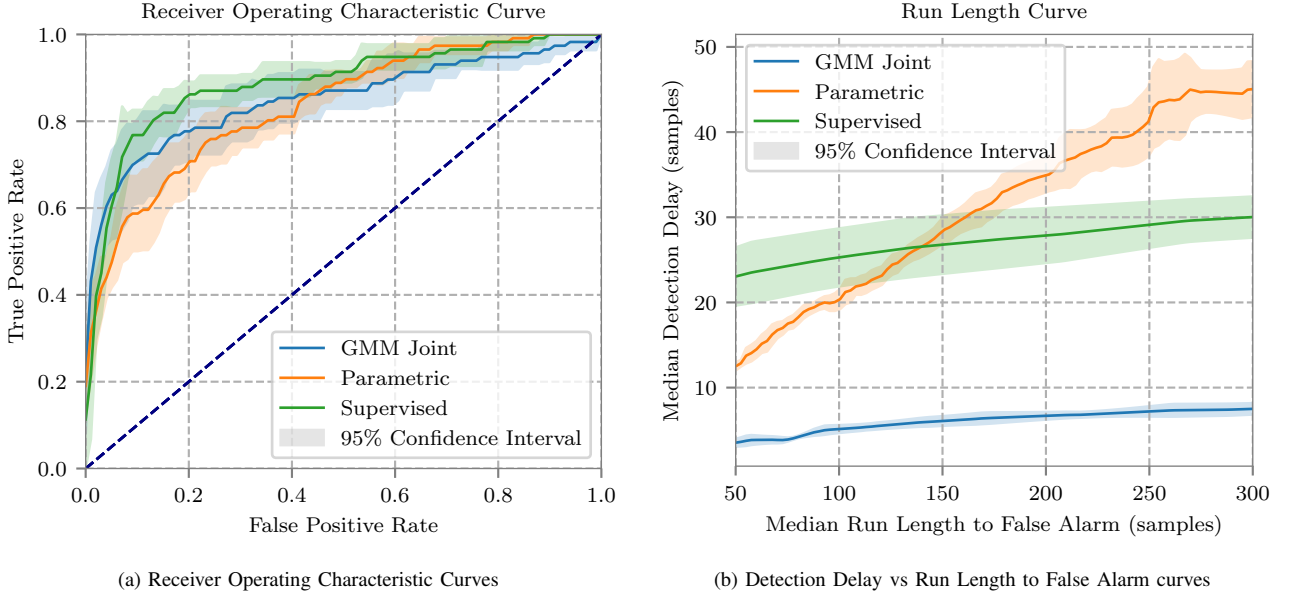 Receiver Operating Characteristic Curve
1.0
0.8
0.6
0.4
0.2
0.0
True Positive Rate
GMM Joint
Parametric
Supervised
95% Confidence Interval
0.0 0.2 0.4 0.6 0.8 1.0
False Positive Rate
(a) Receiver Operating Characteristic Curves
Run Length Curve
50
40
30
20
10
Median Detection Delay (samples)
GMM Joint
Parametric
Supervised
95% Confidence Interval
50 100 150 200 250 300
Median Run Length to False Alarm (samples)
(b) Detection Delay vs Run Length to False Alarm curves